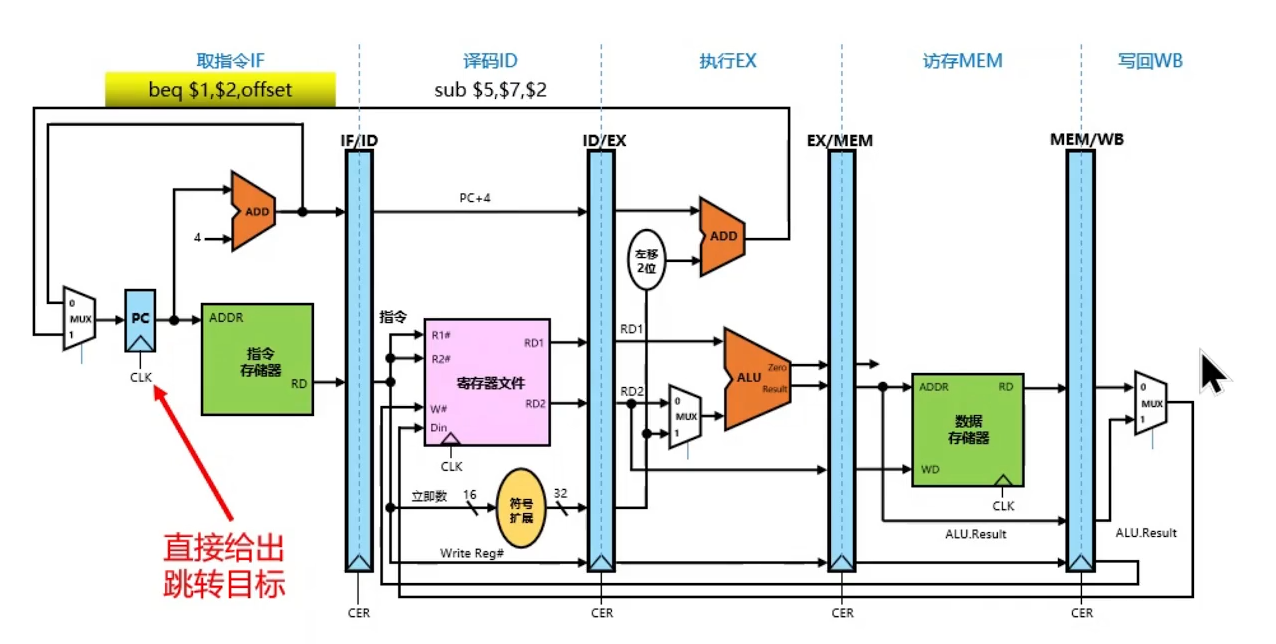 取指令IF
译码ID
执行EX
访存MEM
写回WB
beq $1,$2,offset
sub $5,$7,$2
IF/ID
ID/EX
EX/MEM
MEM/WB
PC+4
ADD
4
ADD
左移
2位
0
MUX
1
PC
CLK
ADDR
指令
存储器
RD
指令
R1#
R2#
W#
Din
RD1
RD2
寄存器文件
CLK
RD1
RD2
0
MUX
1
ALU
Zero
Result
ADDR
RD
数据
存储器
WD
CLK
0
MUX
1
立即数
16
符号
扩展
32
ALU.Result
ALU.Result
Write Reg#
直接给出
跳转目标
CER
CER
CER
CER